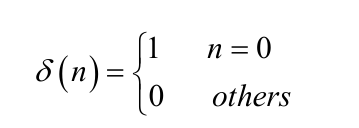 δ(n) = { 1 n = 0
0 others